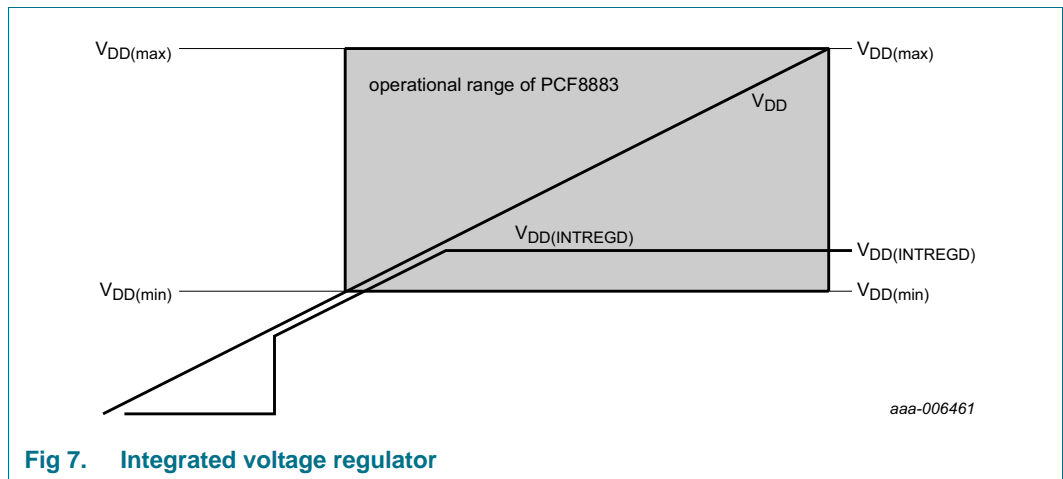 VDD(max)
VDD(max)
operational range of PCF8883
VDD
VDD(INTREGD)
VDD(INTREGD)
VDD(min)
VDD(min)
aaa-006461
Fig 7. Integrated voltage regulator